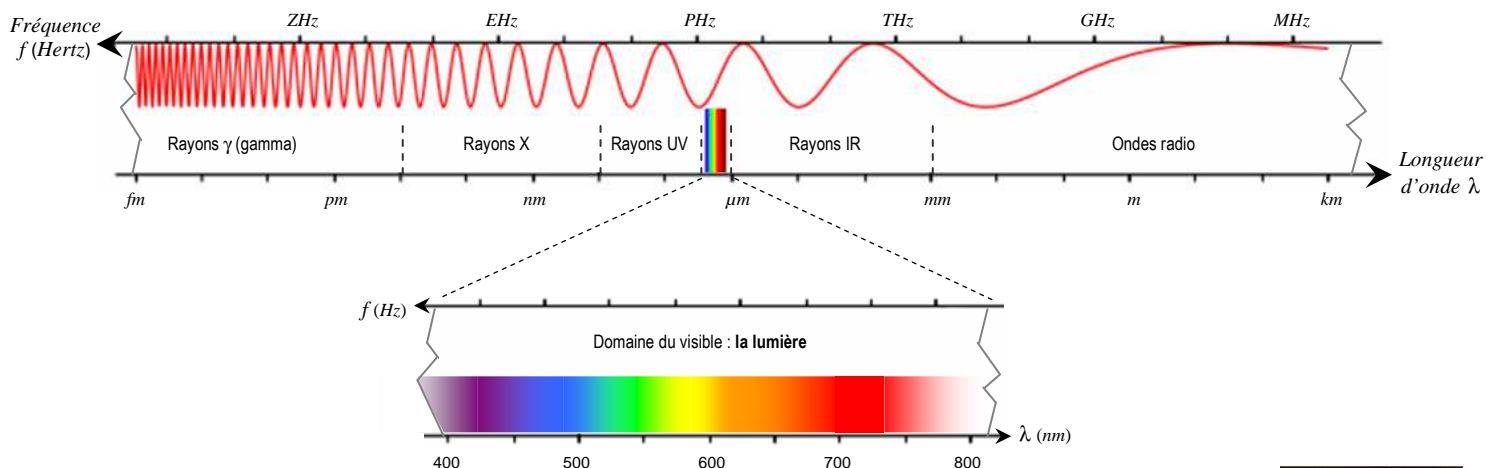 Fréquence
f (Hertz)
ZHz EHz PHz THz GHz MHz
Rayons γ (gamma) Rayons X Rayons UV Rayons IR Ondes radio
Longueur
d'onde λ
fm pm nm µm mm m km
f (Hz)
Domaine du visible : la lumière
λ (nm)
400 500 600 700 800